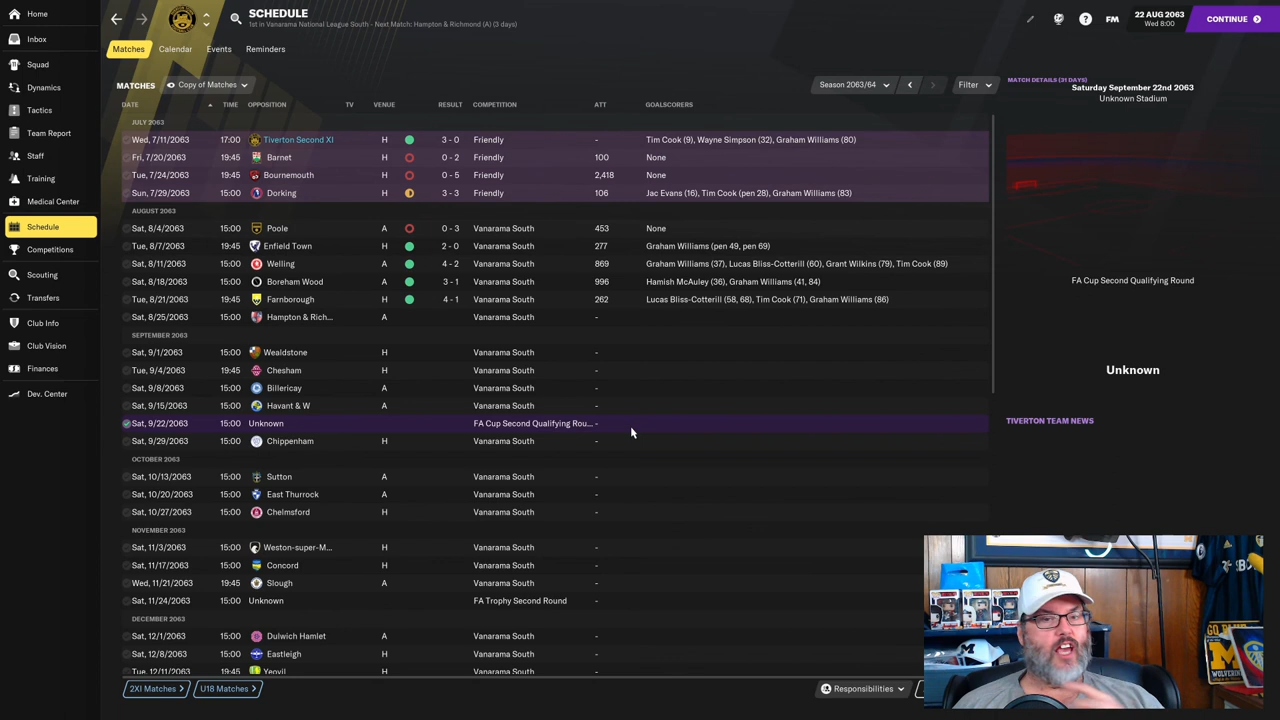 Home
SCHEDULE
1st in Vanarama National League South - Next Match: Hampton & Richmond (A) (3 days)
FM
22 AUG 2063
Wed 8:00
CONTINUE
Inbox
Squad
Dynamics
Tactics
Team Report
Staff
Training
Medical Center
Schedule
Competitions
Scouting
Transfers
Club Info
Club Vision
Finances
Dev. Center
Matches Calendar Events Reminders
MATCHES Copy of Matches Season 2063/64 Filter
DATE TIME OPPOSITION TV VENUE RESULT COMPETITION ATT GOALSCORERS
JULY 2063
Wed, 7/11/2063 17:00 Tiverton Second XI H 3 - 0 Friendly - Tim Cook (9), Wayne Simpson (32), Graham Williams (80)
Fri, 7/20/2063 19:45 Barnet H 0 - 2 Friendly 100 None
Tue, 7/24/2063 19:45 Bournemouth H 0 - 5 Friendly 2,418 None
Sun, 7/29/2063 15:00 Dorking H 3 - 3 Friendly 106 Jac Evans (16), Tim Cook (pen 28), Graham Williams (83)
AUGUST 2063
Sat, 8/4/2063 15:00 Poole A 0 - 3 Vanarama South 453 None
Tue, 8/7/2063 19:45 Enfield Town H 2 - 0 Vanarama South 277 Graham Williams (pen 49, pen 69)
Sat, 8/11/2063 15:00 Welling A 4 - 2 Vanarama South 869 Graham Williams (37), Lucas Bliss-Cotterill (60), Grant Wilkins (79), Tim Cook (89)
Sat, 8/18/2063 15:00 Boreham Wood A 3 - 1 Vanarama South 996 Hamish McAuley (36), Graham Williams (41, 84)
Tue, 8/21/2063 19:45 Farnborough H 4 - 1 Vanarama South 262 Lucas Bliss-Cotterill (58, 68), Tim Cook (71), Graham Williams (86)
Sat, 8/25/2063 15:00 Hampton & Rich... A Vanarama South -
SEPTEMBER 2063
Sat, 9/1/2063 15:00 Wealdstone H Vanarama South -
Tue, 9/4/2063 19:45 Chesham H Vanarama South -
Sat, 9/8/2063 15:00 Billericay A Vanarama South -
Sat, 9/15/2063 15:00 Havant & W A Vanarama South -
Sat, 9/22/2063 15:00 Unknown FA Cup Second Qualifying Rou... -
Sat, 9/29/2063 15:00 Chippenham H Vanarama South -
OCTOBER 2063
Sat, 10/13/2063 15:00 Sutton A Vanarama South -
Sat, 10/20/2063 15:00 East Thurrock A Vanarama South -
Sat, 10/27/2063 15:00 Chelmsford H Vanarama South -
NOVEMBER 2063
Sat, 11/3/2063 15:00 Weston-super-M... H Vanarama South -
Sat, 11/17/2063 15:00 Concord H Vanarama South -
Wed, 11/21/2063 19:45 Slough A Vanarama South -
Sat, 11/24/2063 15:00 Unknown FA Trophy Second Round -
DECEMBER 2063
Sat, 12/1/2063 15:00 Dulwich Hamlet A Vanarama South -
Sat, 12/8/2063 15:00 Eastleigh H Vanarama South -
Tue, 12/11/2063 19:45 Yeovil H Vanarama South -
2XI Matches U18 Matches Responsibilities
MATCH DETAILS (31 DAYS)
Saturday September 22nd 2063
Unknown Stadium
FA Cup Second Qualifying Round
Unknown
TIVERTON TEAM NEWS
GO BLUE
M
WOLVERINE